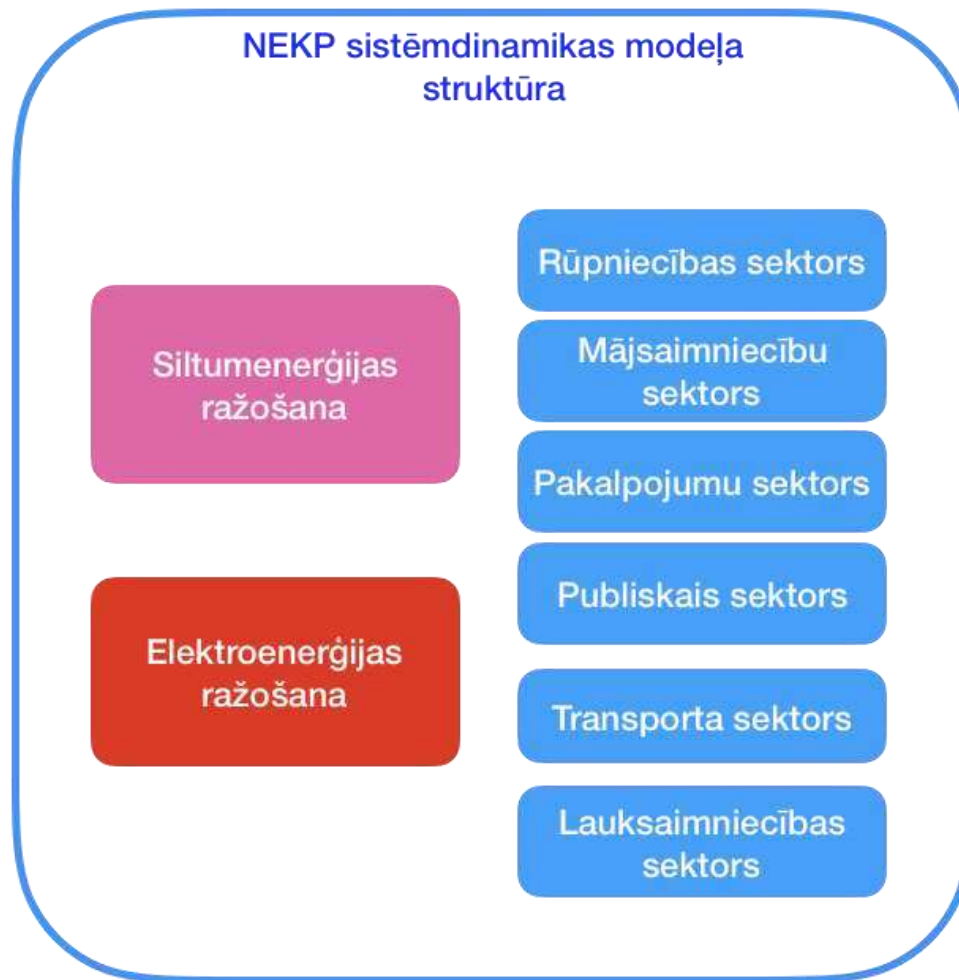 NEKP sistēmdinamikas modeļa
struktūra
Siltumenerģijas
ražošana
Elektroenerģijas
ražošana
Rūpniecības sektors
Mājsaimniecību
sektors
Pakalpojumu sektors
Publiskais sektors
Transporta sektors
Lauksaimniecības
sektors